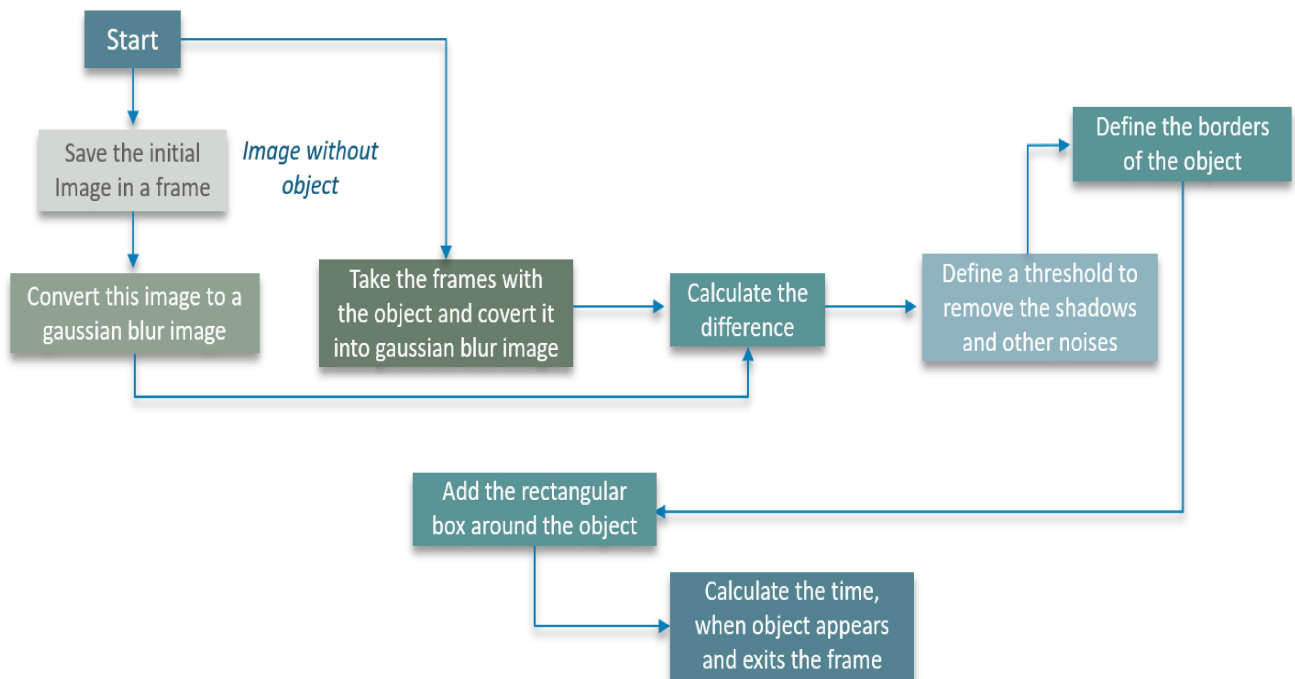 Start
Save the initial
Image in a frame
Image without
object
Convert this image to a
gaussian blur image
Take the frames with
the object and covert it
into gaussian blur image
Calculate the
difference
Define a threshold to
remove the shadows
and other noises
Define the borders
of the object
Add the rectangular
box around the object
Calculate the time,
when object appears
and exits the frame